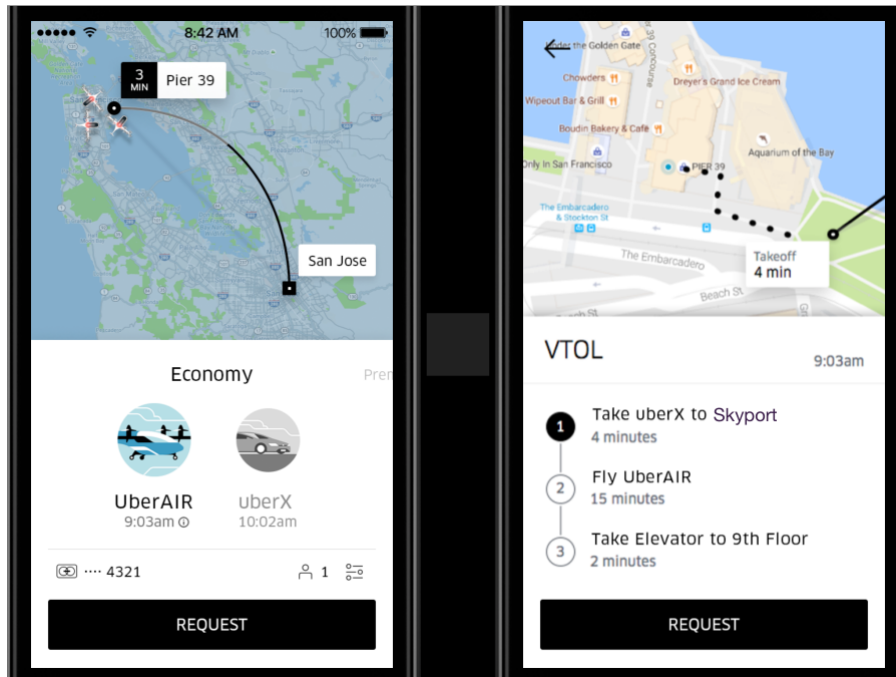 8:42 AM
100%
3
MIN
Pier 39
San Jose
Economy
Prem
UberAIR
uberX
9:03am
10:02am
•••• 4321
1
REQUEST
Under the Golden Gate
39 Concourse
Chowders
Dreyer's Grand Ice Cream
Wipeout Bar & Grill
Boudin Bakery & Cafe
Only In San Francisco
PIER 39
Aquarium of the Bay
The Embarcadero
& Stockton St
The Embarcadero
Takeoff
4 min
Beach St
VTOL
9:03am
1
Take uberX to Skyport
4 minutes
2
Fly UberAIR
15 minutes
3
Take Elevator to 9th Floor
2 minutes
REQUEST